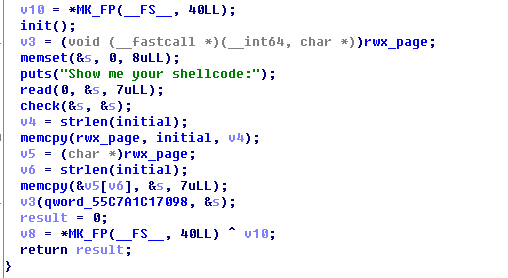 v10 = *MK_FP(__FS__, 40LL);
init();
v3 = (void (__fastcall *)(__int64, char *))rwx_page;
memset(&s, 0, 8uLL);
puts("Show me your shellcode:");
read(0, &s, 7uLL);
check(&s, &s);
v4 = strlen(initial);
memcpy(rwx_page, initial, v4);
v5 = (char *)rwx_page;
v6 = strlen(initial);
memcpy(&v5[v6], &s, 7uLL);
v3(qword_55C7A1C17098, &s);
result = 0;
v8 = *MK_FP(__FS__, 40LL) ^ v10;
return result;
}